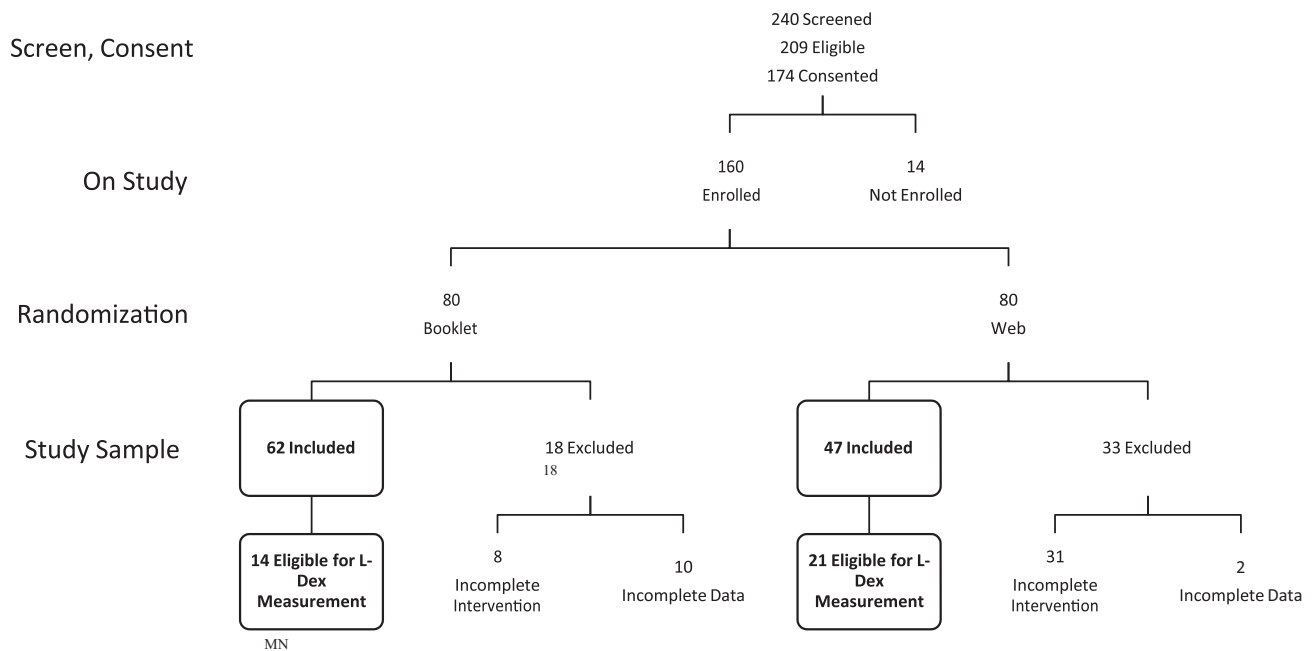 240 Screened
Screen, Consent
209 Eligible
174 Consented
On Study
160
Enrolled
14
Not Enrolled
Randomization
80
Booklet
80
Web
Study Sample
62 Included
18 Excluded
18
47 Included
33 Excluded
14 Eligible for L-
Dex
Measurement
8
Incomplete
Intervention
10
Incomplete Data
21 Eligible for L-
Dex
Measurement
31
Incomplete
Intervention
2
Incomplete Data
MN